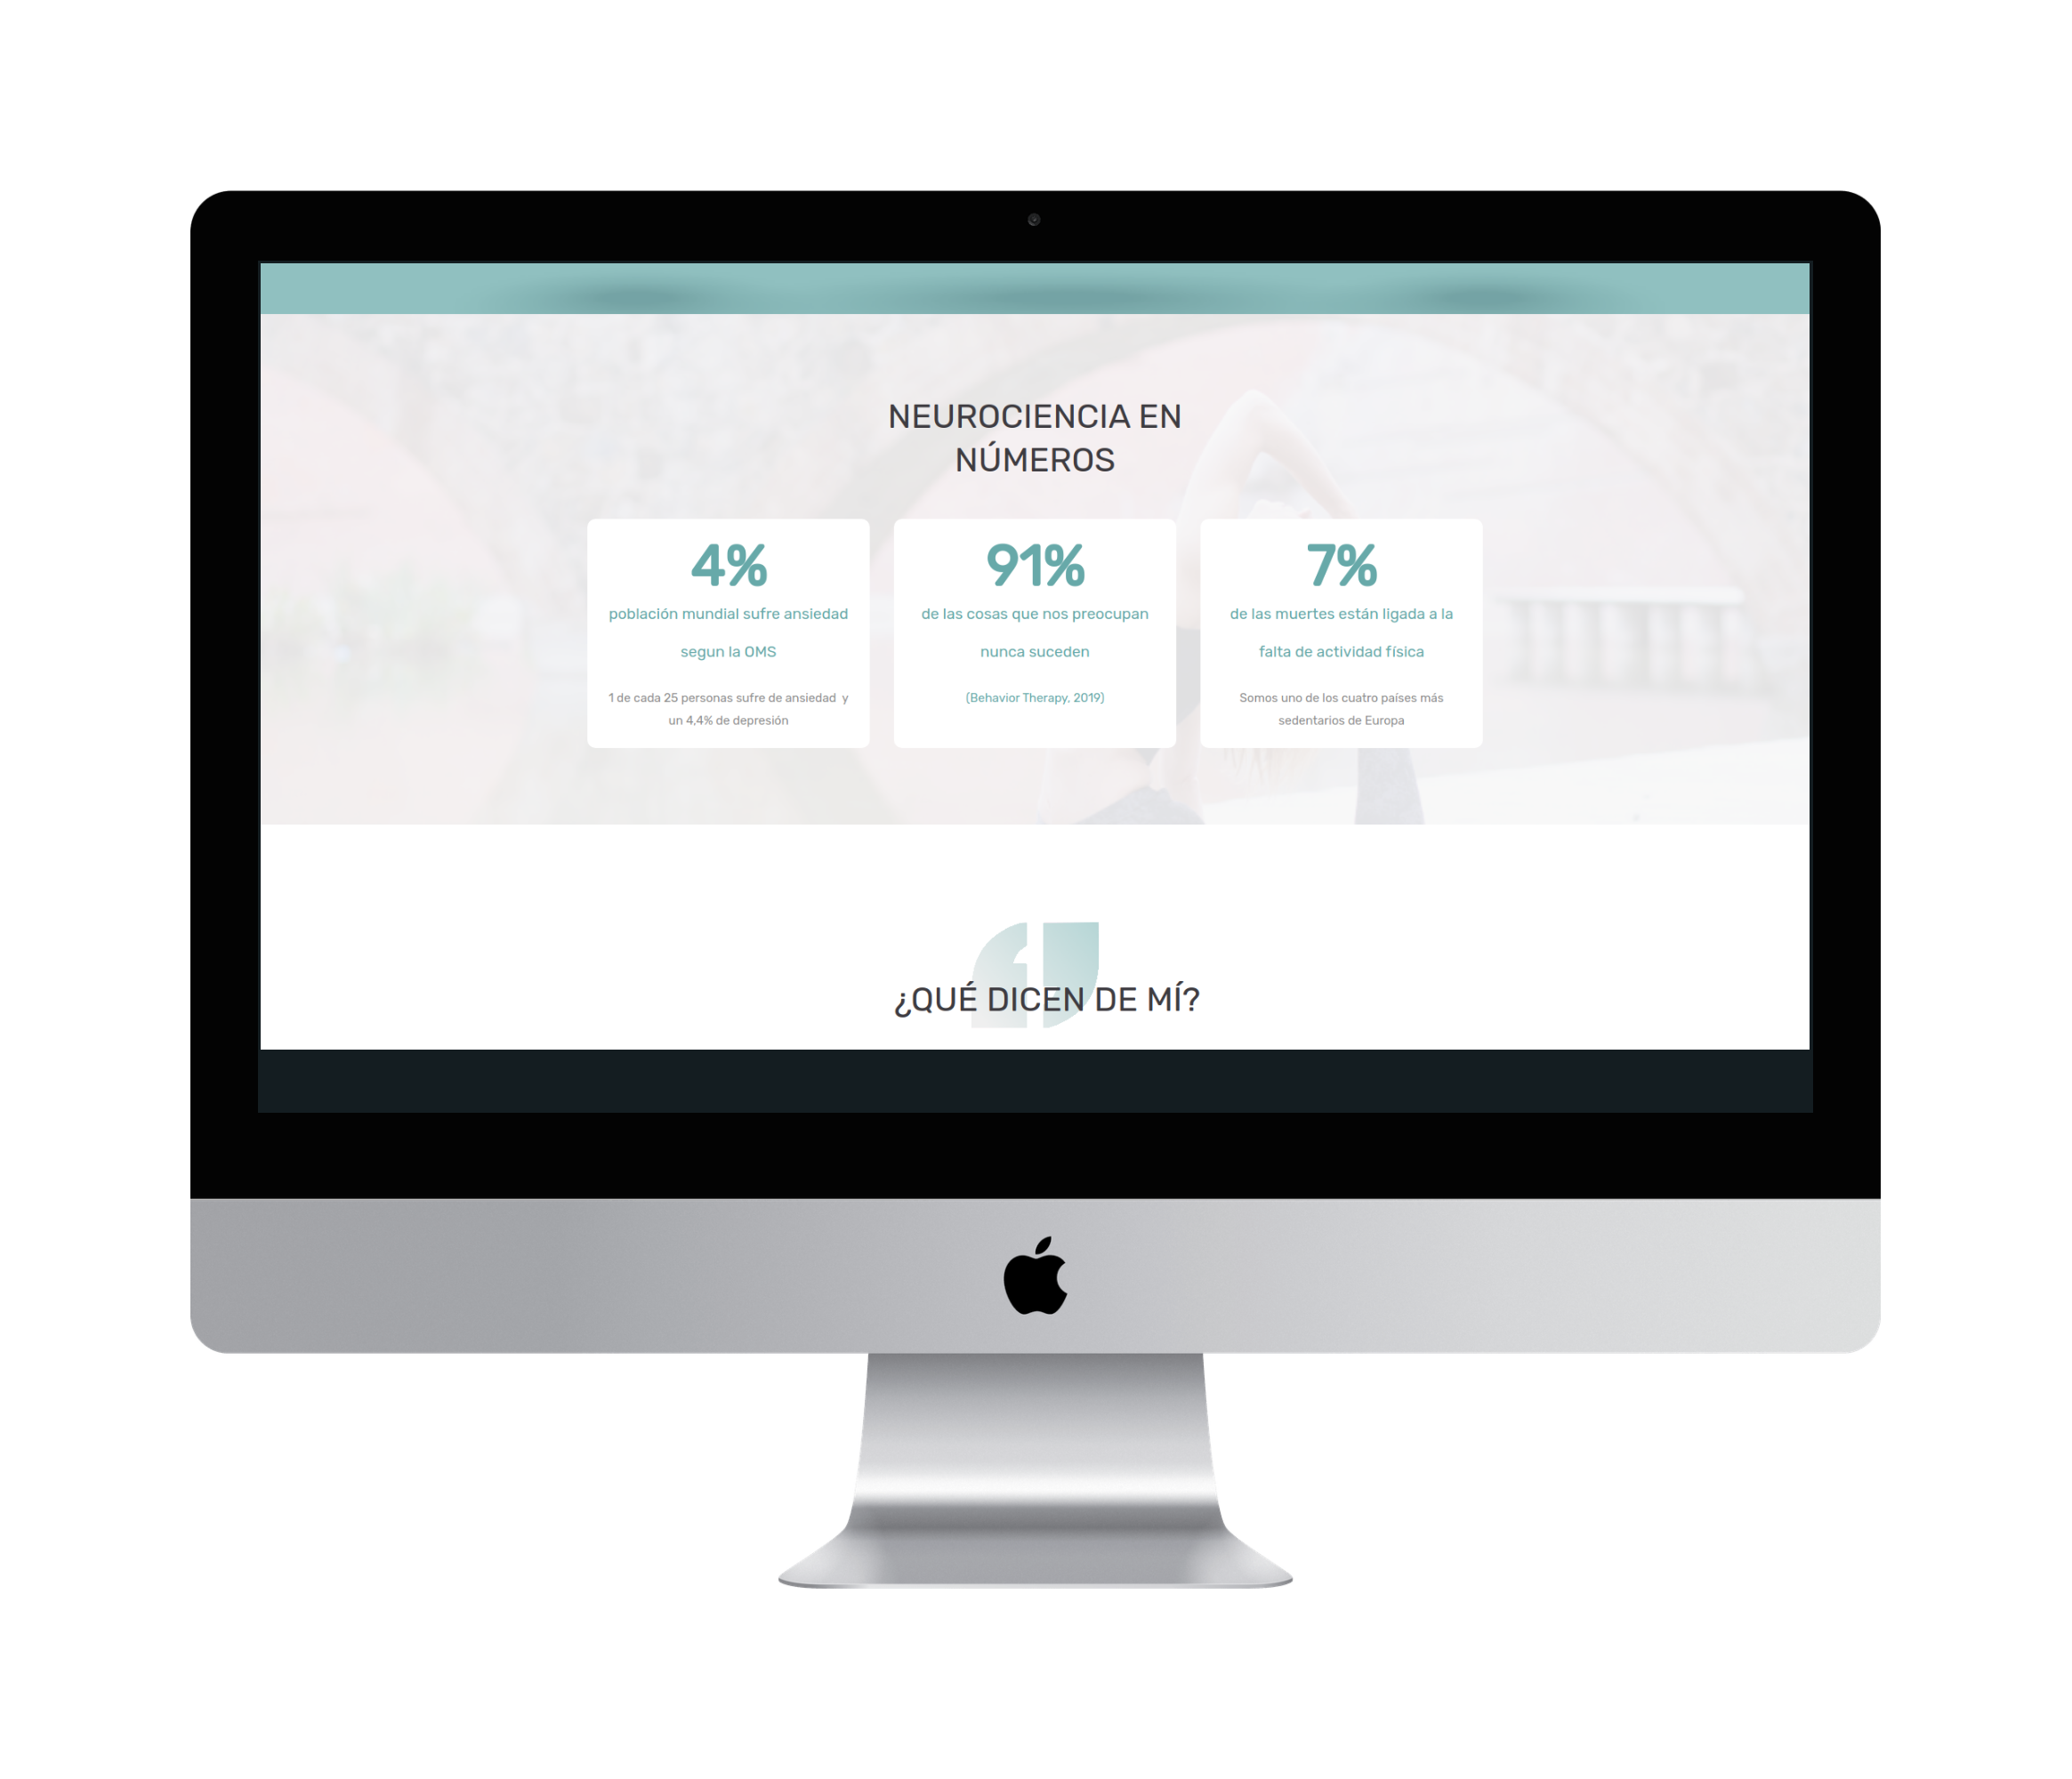 NEUROCIENCIA EN
NÚMEROS
4%
población mundial sufre ansiedad
segun la OMS
1 de cada 25 personas sufre de ansiedad y
un 4,4% de depresión
91%
de las cosas que nos preocupan
nunca suceden
(Behavior Therapy, 2019)
7%
de las muertes están ligada a la
falta de actividad física
Somos uno de los cuatro países más
sedentarios de Europa
¿QUÉ DICEN DE MÍ?